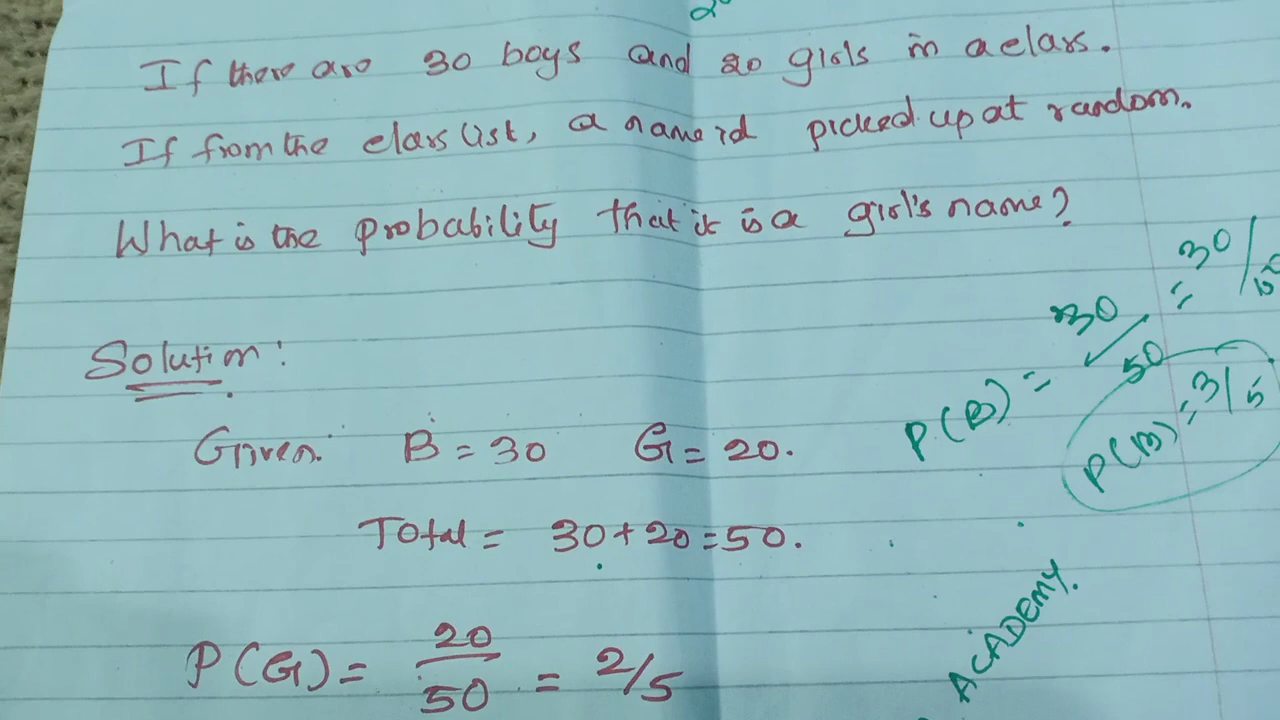 If there are 30 boys and 20 girls in a class.
If from the class list, a name id picked up at random.
What is the probability that it is a girl's name?
Solution:
Given: B = 30 G = 20.
Total = 30 + 20 = 50.
P(G) = 20/50 = 2/5
P(B) = 30/50 = 30/
P(B) = 3/5
ACADEMY.